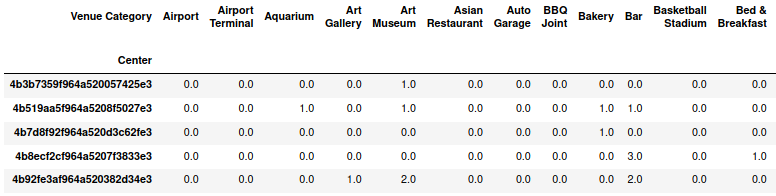 Venue Category Airport Airport Terminal Aquarium Art Gallery Art Museum Asian Restaurant Auto Garage BBQ Joint Bakery Bar Basketball Stadium Bed & Breakfast
Center
4b3b7359f964a520057425e3 0.0 0.0 0.0 0.0 1.0 0.0 0.0 0.0 0.0 0.0 0.0 0.0
4b519aa5f964a5208f5027e3 0.0 0.0 1.0 0.0 1.0 0.0 0.0 0.0 1.0 1.0 0.0 0.0
4b7d8f92f964a520d3c62fe3 0.0 0.0 0.0 0.0 0.0 0.0 0.0 0.0 1.0 0.0 0.0 0.0
4b8ecf2cf964a5207f3833e3 0.0 0.0 0.0 0.0 0.0 0.0 0.0 0.0 0.0 3.0 0.0 1.0
4b92fe3af964a520382d34e3 0.0 0.0 0.0 1.0 2.0 0.0 0.0 0.0 0.0 2.0 0.0 0.0